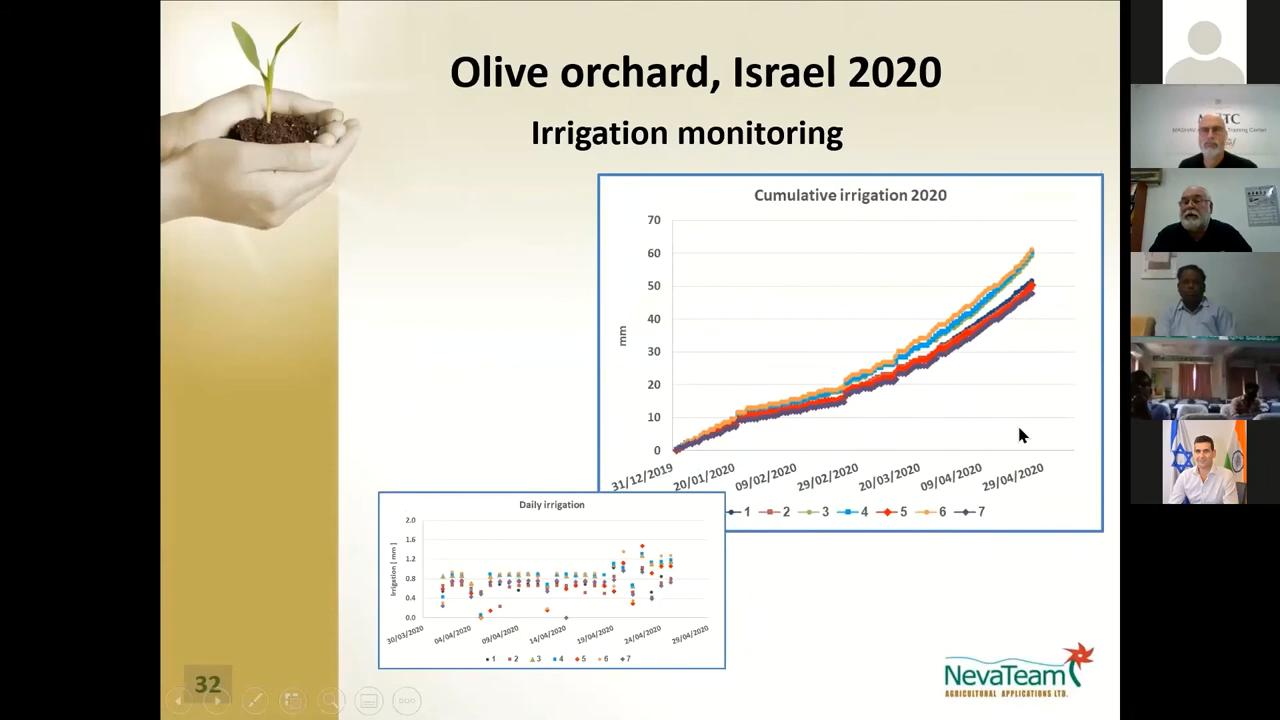 Olive orchard, Israel 2020
Irrigation monitoring
Cumulative irrigation 2020
70
60
50
40
30
20
10
0
mm
31/12/2019
20/01/2020
09/02/2020
29/02/2020
20/03/2020
09/04/2020
29/04/2020
1 2 3 4 5 6 7
Daily irrigation
2.0
1.6
1.2
0.8
0.4
0.0
Irrigation [ mm ]
30/03/2020
04/04/2020
09/04/2020
14/04/2020
19/04/2020
24/04/2020
29/04/2020
1 2 3 4 5 6 7
32
NevaTeam
AGRICULTURAL APPLICATIONS LTD.
Training Center